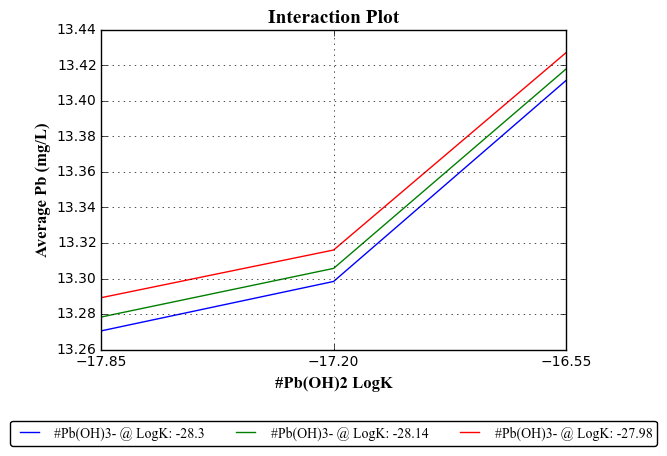 Interaction Plot
13.44
13.42
13.40
13.38
13.36
13.34
13.32
13.30
13.28
13.26
Average Pb (mg/L)
−17.85 −17.20 −16.55
#Pb(OH)2 LogK
#Pb(OH)3- @ LogK: -28.3 #Pb(OH)3- @ LogK: -28.14 #Pb(OH)3- @ LogK: -27.98